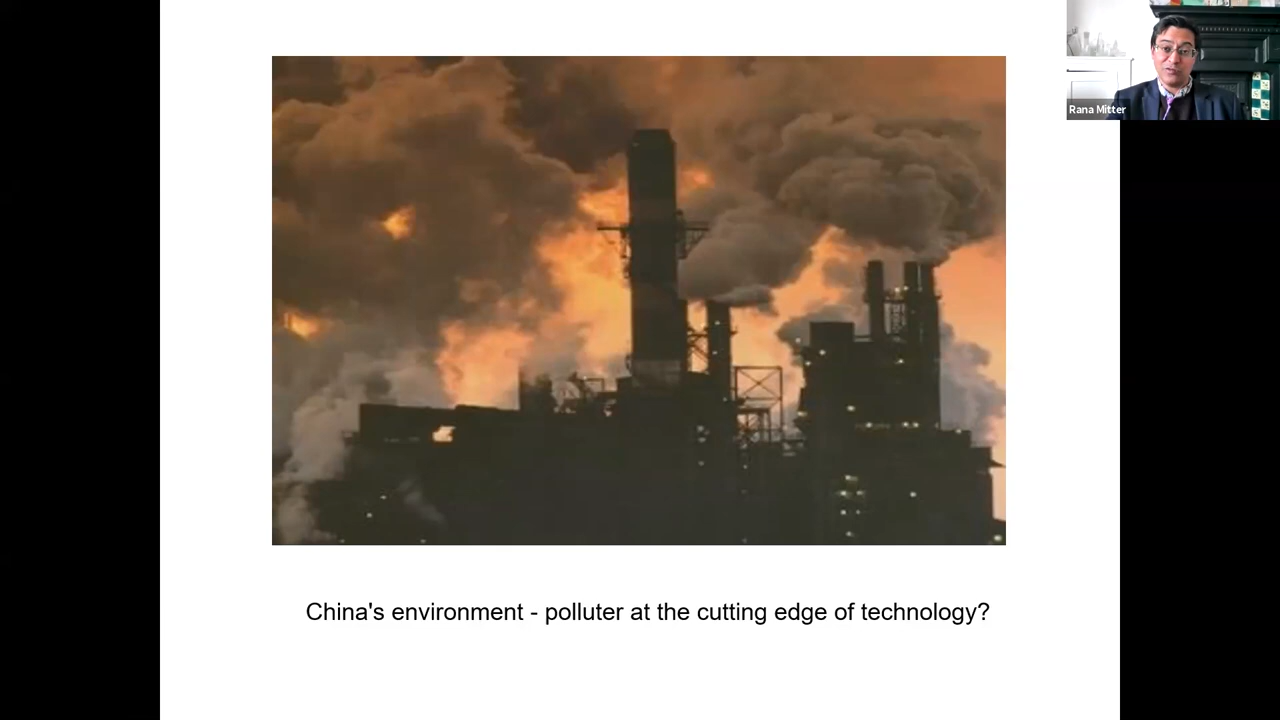 Rana Mitter
China's environment - polluter at the cutting edge of technology?